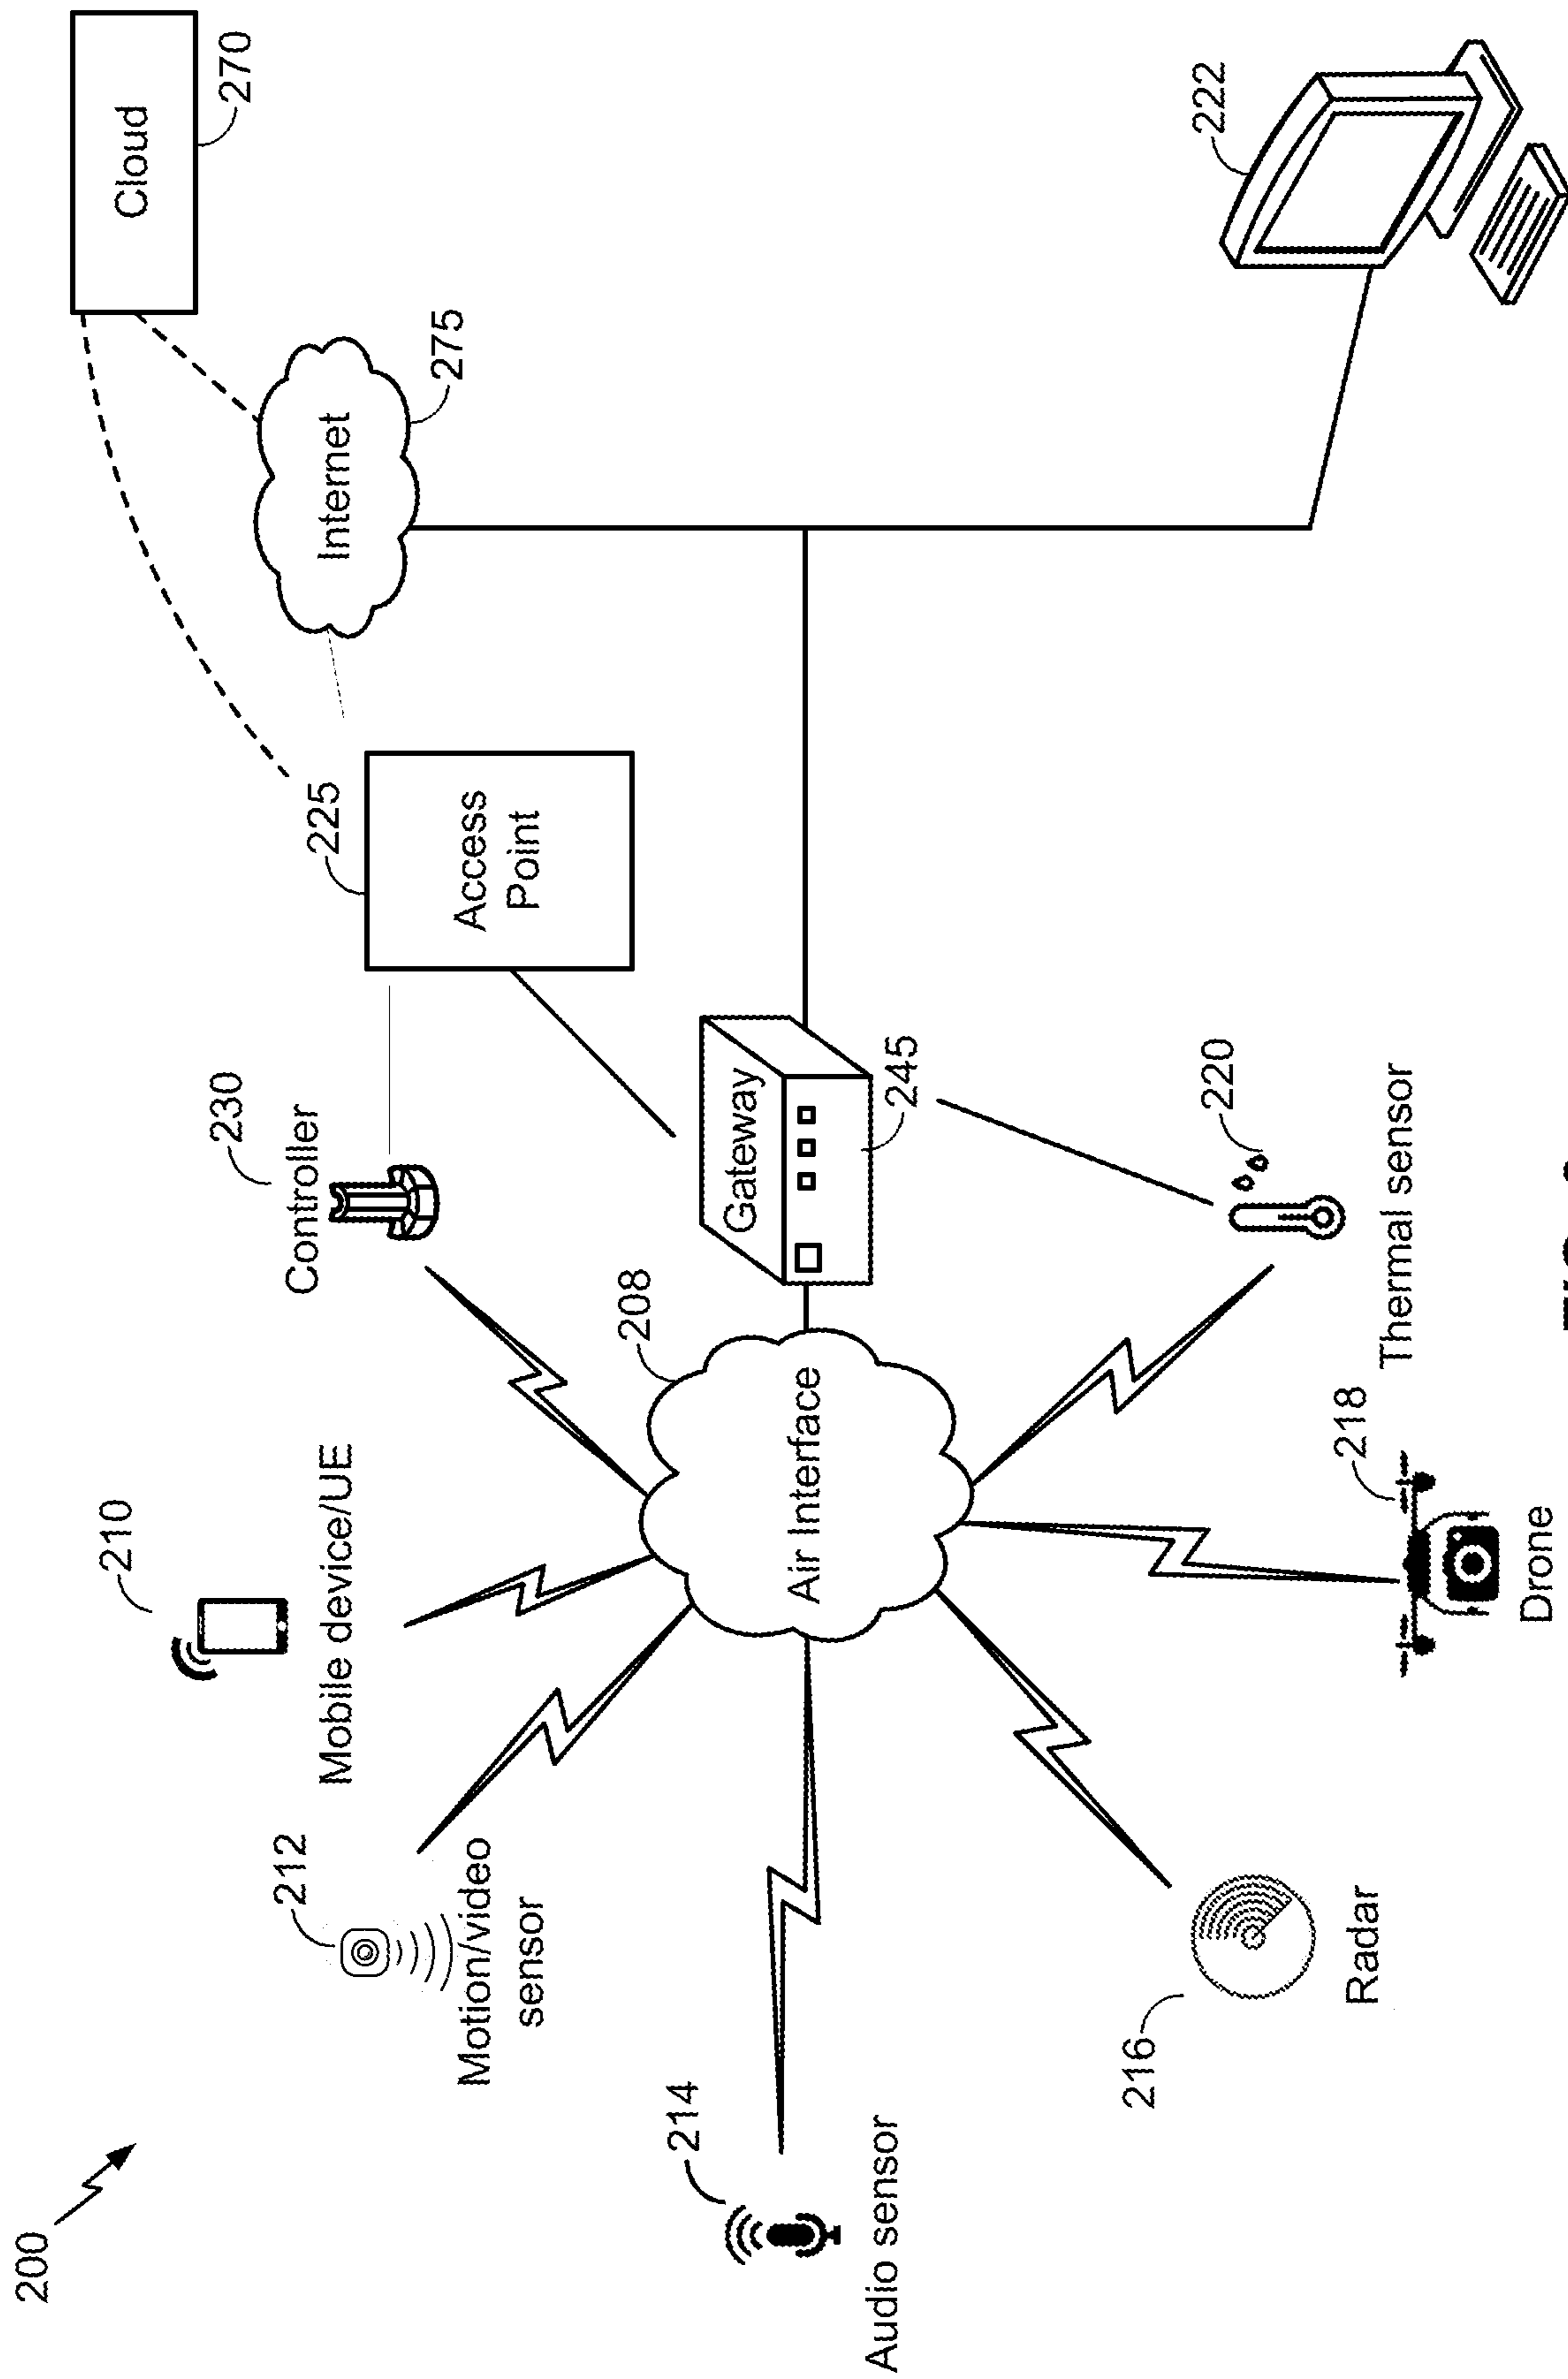 200
210
Mobile device/UE
230
Controller
225
Access
Point
Internet
275
Cloud
270
212
Motion/video
sensor
214
Audio sensor
208
Air Interface
Gateway
245
222
216
Radar
218
Drone
220
Thermal sensor